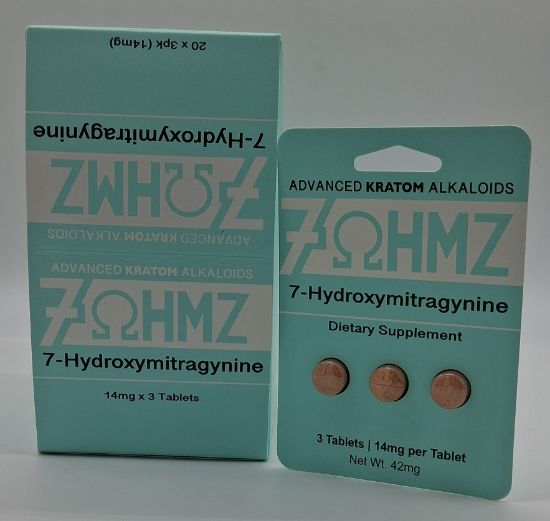 20 x 3pk (14mg)
7-Hydroxymitragynine
7ΩHMZ
ADVANCED KRATOM ALKALOIDS
ADVANCED KRATOM ALKALOIDS
7ΩHMZ
7-Hydroxymitragynine
14mg x 3 Tablets
ADVANCED KRATOM ALKALOIDS
7ΩHMZ
7-Hydroxymitragynine
Dietary Supplement
3 Tablets | 14mg per Tablet
Net Wt. 42mg